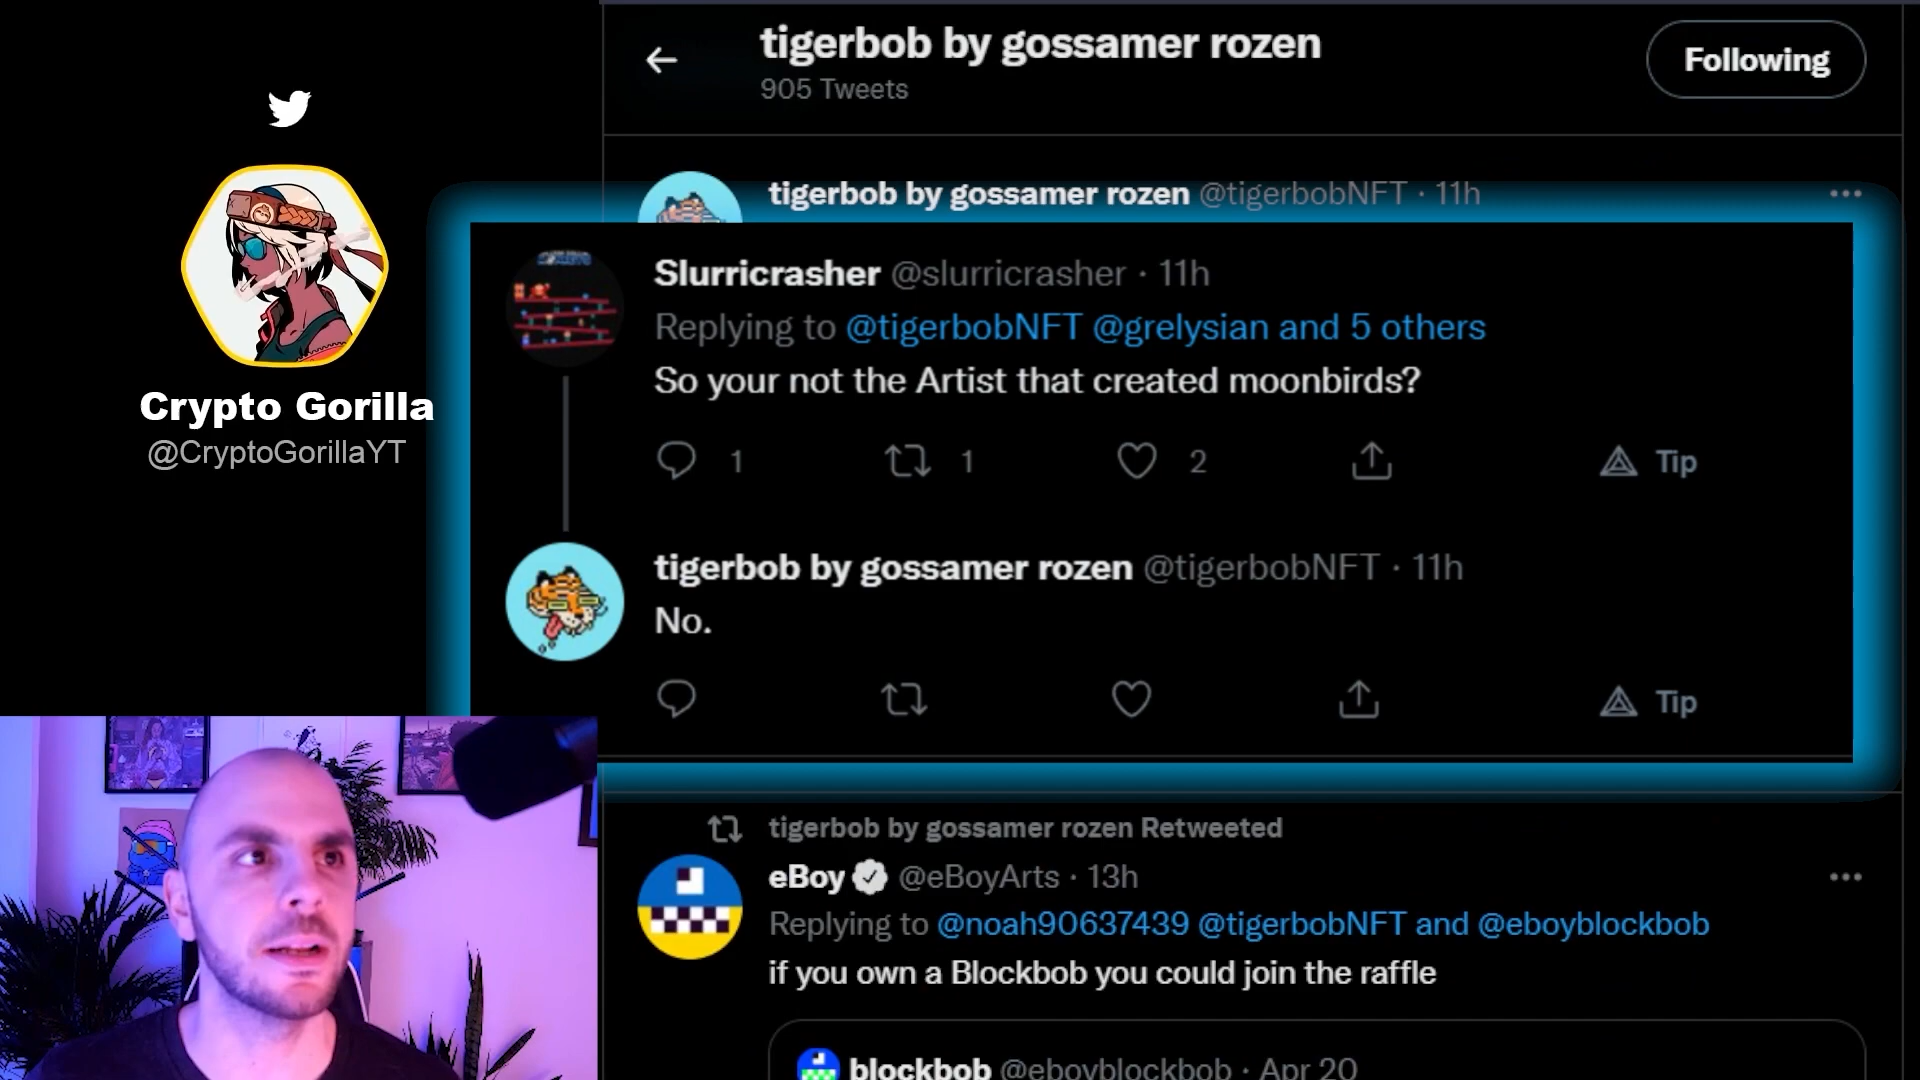 tigerbob by gossamer rozen
905 Tweets
Following
tigerbob by gossamer rozen @tigerbobNFT · 11h
Slurricrasher @slurricrasher · 11h
Replying to @tigerbobNFT @grelysian and 5 others
So your not the Artist that created moonbirds?
1 1 2 Tip
tigerbob by gossamer rozen @tigerbobNFT · 11h
No.
Tip
Crypto Gorilla
@CryptoGorillaYT
tigerbob by gossamer rozen Retweeted
eBoy @eBoyArts · 13h
Replying to @noah90637439 @tigerbobNFT and @eboyblockbob
if you own a Blockbob you could join the raffle
blockbob @eboyblockbob · Apr 20